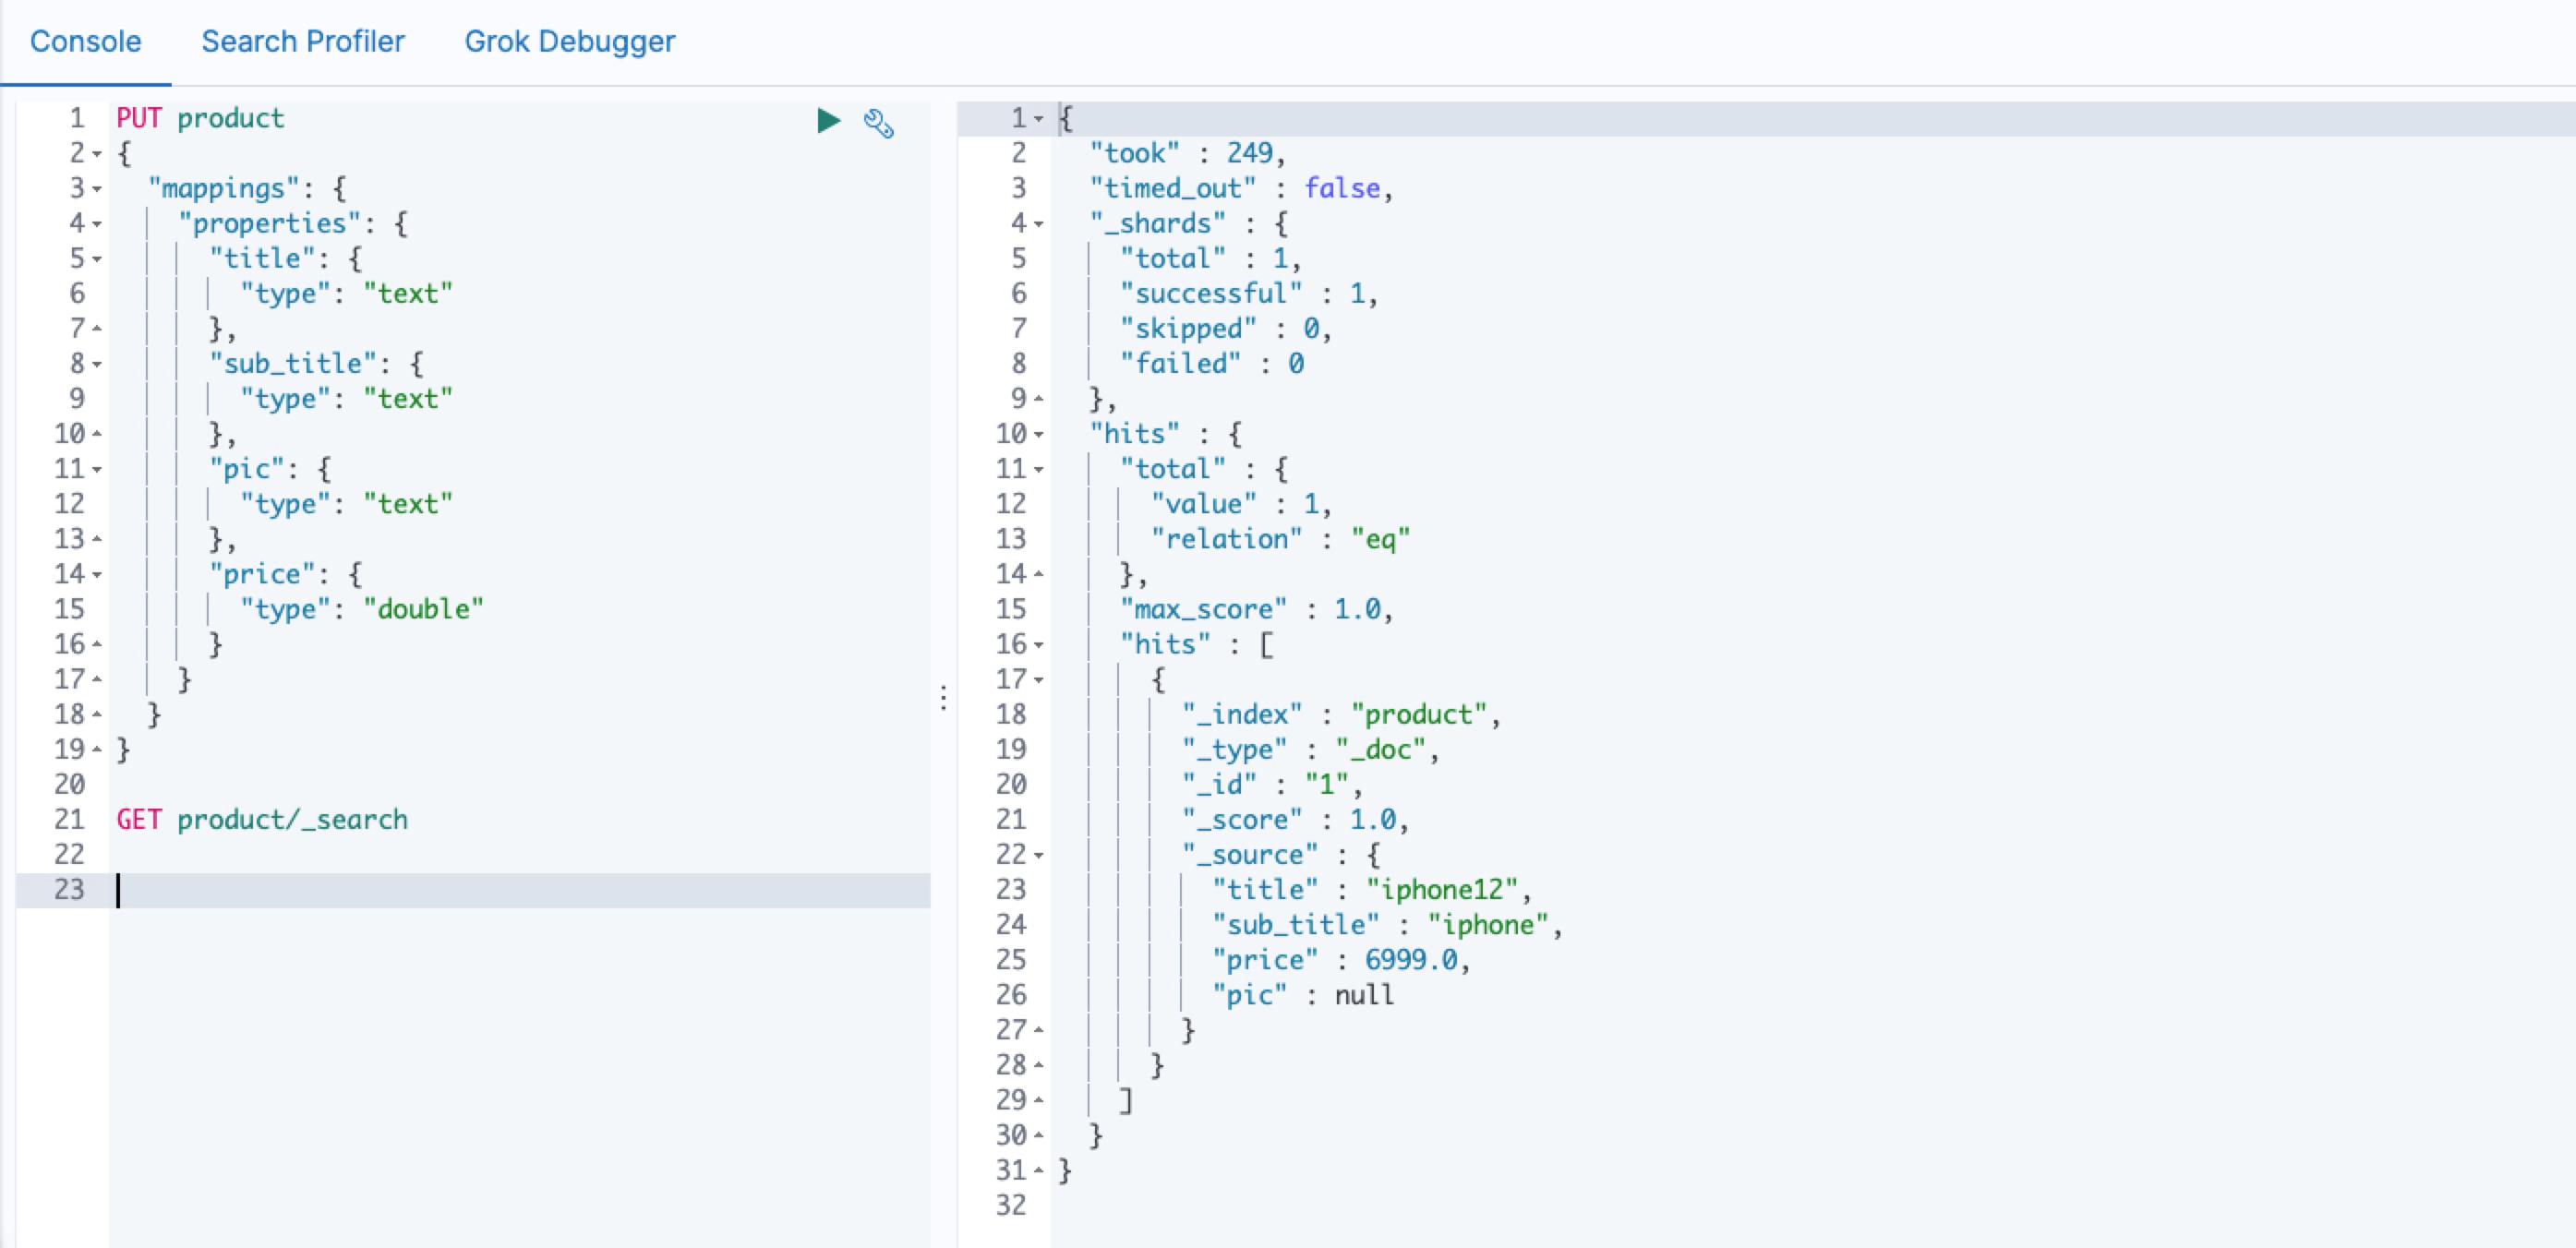 Console Search Profiler Grok Debugger
1 PUT product
2 {
3 "mappings": {
4 "properties": {
5 "title": {
6 "type": "text"
7 },
8 "sub_title": {
9 "type": "text"
10 },
11 "pic": {
12 "type": "text"
13 },
14 "price": {
15 "type": "double"
16 }
17 }
18 }
19 }
20
21 GET product/_search
22
23
1 {
2 "took" : 249,
3 "timed_out" : false,
4 "_shards" : {
5 "total" : 1,
6 "successful" : 1,
7 "skipped" : 0,
8 "failed" : 0
9 },
10 "hits" : {
11 "total" : {
12 "value" : 1,
13 "relation" : "eq"
14 },
15 "max_score" : 1.0,
16 "hits" : [
17 {
18 "_index" : "product",
19 "_type" : "_doc",
20 "_id" : "1",
21 "_score" : 1.0,
22 "_source" : {
23 "title" : "iphone12",
24 "sub_title" : "iphone",
25 "price" : 6999.0,
26 "pic" : null
27 }
28 }
29 ]
30 }
31 }
32